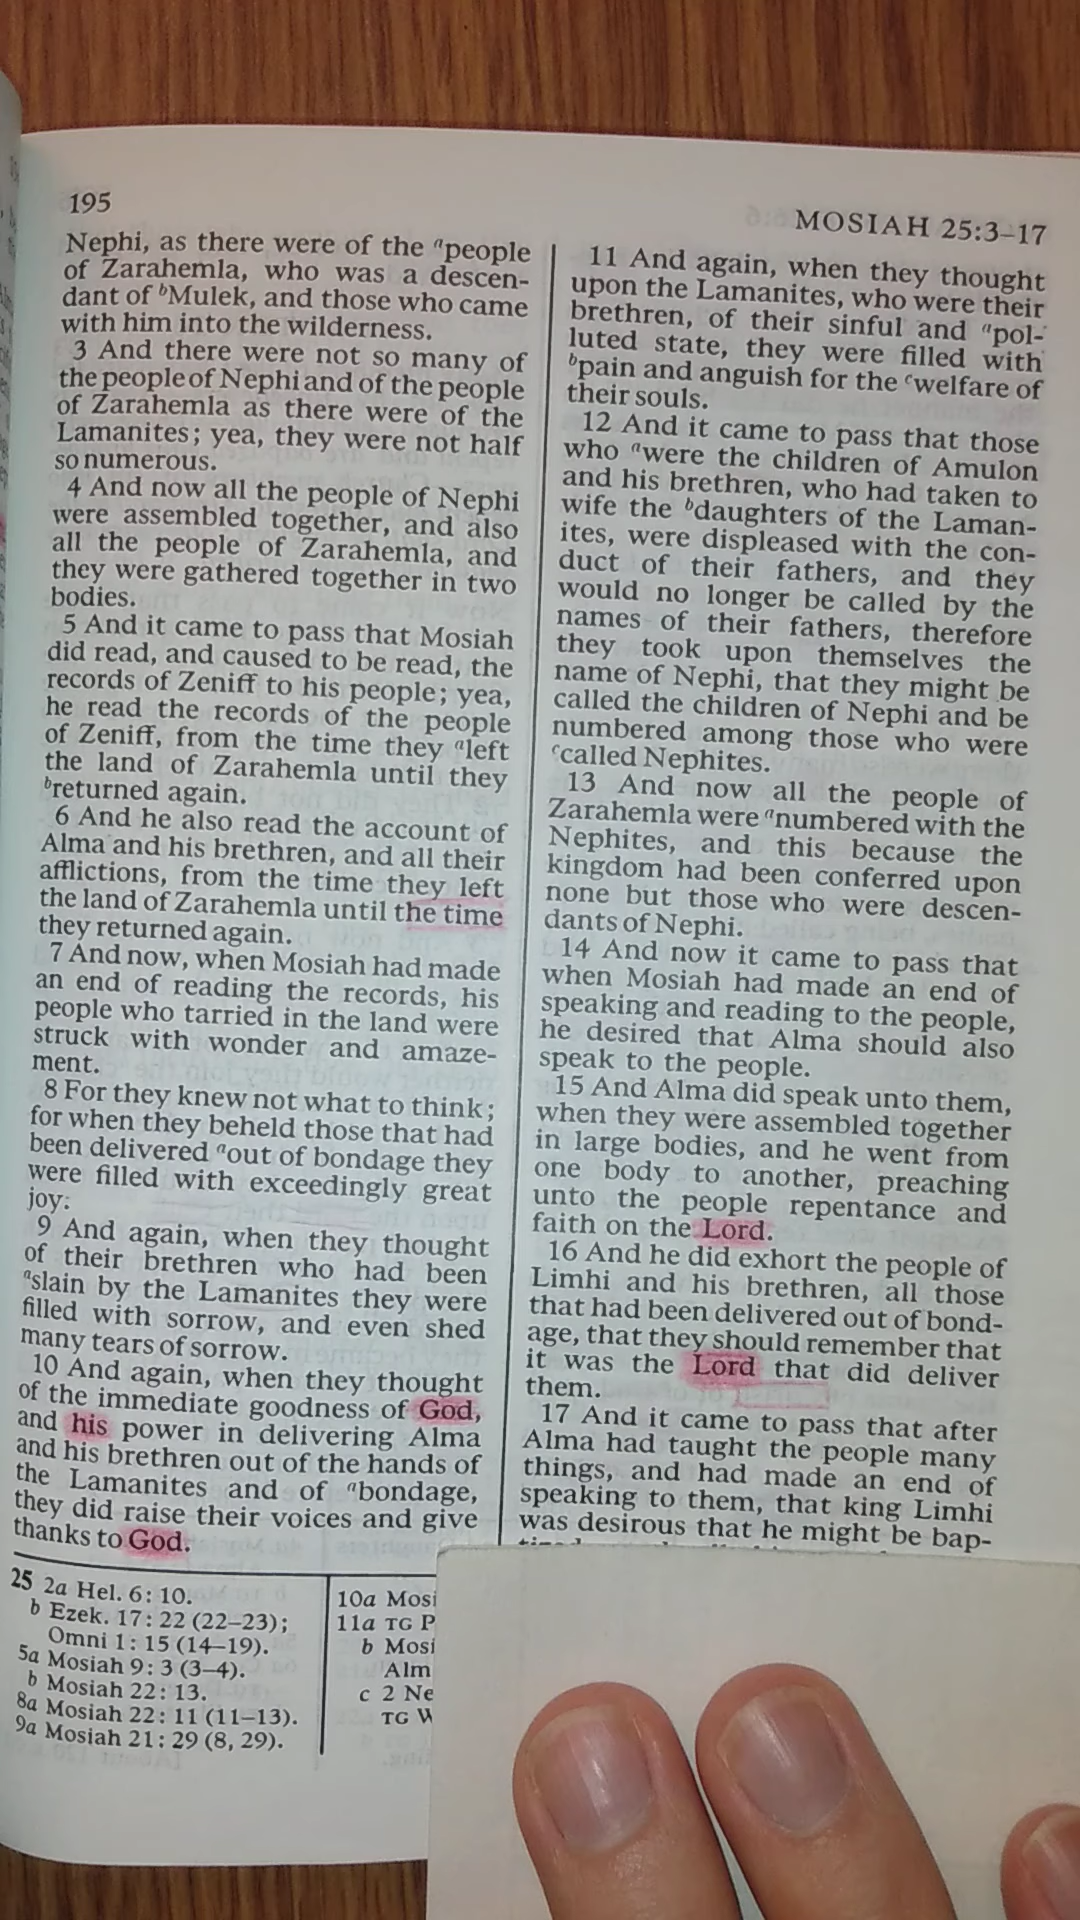 195
MOSIAH 25:3–17
Nephi, as there were of the ᵃpeople
of Zarahemla, who was a descen-
dant of ᵇMulek, and those who came
with him into the wilderness.
3 And there were not so many of
the people of Nephi and of the people
of Zarahemla as there were of the
Lamanites; yea, they were not half
so numerous.
4 And now all the people of Nephi
were assembled together, and also
all the people of Zarahemla, and
they were gathered together in two
bodies.
5 And it came to pass that Mosiah
did read, and caused to be read, the
records of Zeniff to his people; yea,
he read the records of the people
of Zeniff, from the time they ᵃleft
the land of Zarahemla until they
ᵇreturned again.
6 And he also read the account of
Alma and his brethren, and all their
afflictions, from the time they left
the land of Zarahemla until the time
they returned again.
7 And now, when Mosiah had made
an end of reading the records, his
people who tarried in the land were
struck with wonder and amaze-
ment.
8 For they knew not what to think;
for when they beheld those that had
been delivered ᵃout of bondage they
were filled with exceedingly great
joy.
9 And again, when they thought
of their brethren who had been
ᵃslain by the Lamanites they were
filled with sorrow, and even shed
many tears of sorrow.
10 And again, when they thought
of the immediate goodness of God,
and his power in delivering Alma
and his brethren out of the hands of
the Lamanites and of ᵃbondage,
they did raise their voices and give
thanks to God.
11 And again, when they thought
upon the Lamanites, who were their
brethren, of their sinful and ᵃpol-
luted state, they were filled with
ᵇpain and anguish for the ᶜwelfare of
their souls.
12 And it came to pass that those
who ᵃwere the children of Amulon
and his brethren, who had taken to
wife the ᵇdaughters of the Laman-
ites, were displeased with the con-
duct of their fathers, and they
would no longer be called by the
names of their fathers, therefore
they took upon themselves the
name of Nephi, that they might be
called the children of Nephi and be
numbered among those who were
ᶜcalled Nephites.
13 And now all the people of
Zarahemla were ᵃnumbered with the
Nephites, and this because the
kingdom had been conferred upon
none but those who were descen-
dants of Nephi.
14 And now it came to pass that
when Mosiah had made an end of
speaking and reading to the people,
he desired that Alma should also
speak to the people.
15 And Alma did speak unto them,
when they were assembled together
in large bodies, and he went from
one body to another, preaching
unto the people repentance and
faith on the Lord.
16 And he did exhort the people of
Limhi and his brethren, all those
that had been delivered out of bond-
age, that they should remember that
it was the Lord that did deliver
them.
17 And it came to pass that after
Alma had taught the people many
things, and had made an end of
speaking to them, that king Limhi
was desirous that he might be bap-
25 2a Hel. 6: 10.
b Ezek. 17: 22 (22–23);
Omni 1: 15 (14–19).
5a Mosiah 9: 3 (3–4).
b Mosiah 22: 13.
8a Mosiah 22: 11 (11–13).
9a Mosiah 21: 29 (8, 29).
10a Mosi
11a TG P
b Mosi
Alm
c 2 Ne
TG W